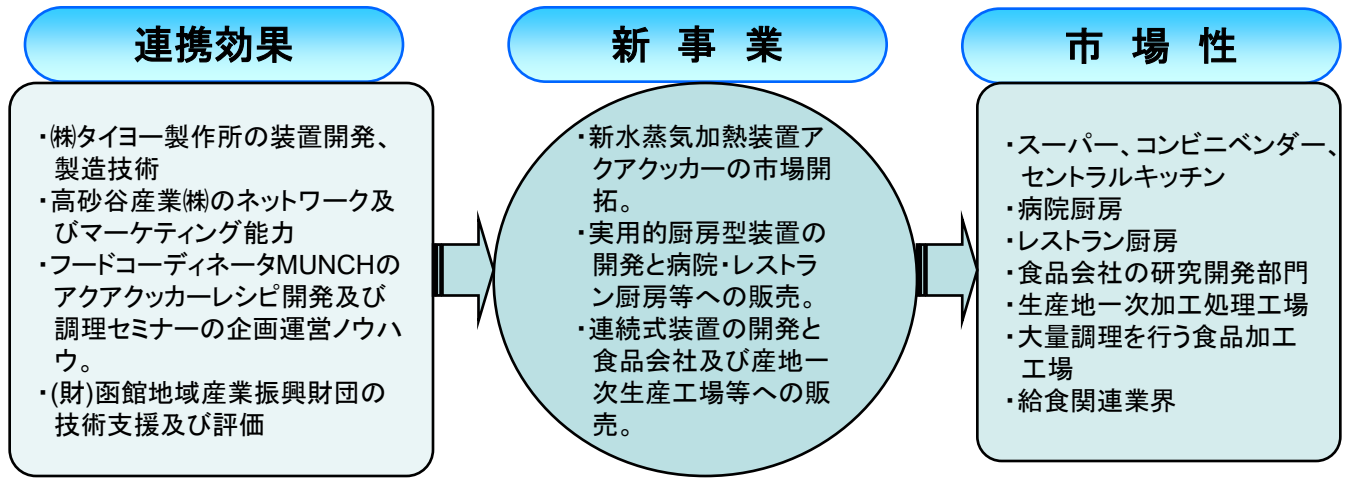 連携効果
・㈱タイヨー製作所の装置開発、
製造技術
・高砂谷産業㈱のネットワーク及
びマーケティング能力
・フードコーディネータMUNCHの
アクアクッカーレシピ開発及び
調理セミナーの企画運営ノウハ
ウ。
・(財)函館地域産業振興財団の
技術支援及び評価
新 事 業
・新水蒸気加熱装置ア
クアクッカーの市場開
拓。
・実用的厨房型装置の
開発と病院・レストラ
ン厨房等への販売。
・連続式装置の開発と
食品会社及び産地一
次生産工場等への販
売。
市 場 性
・スーパー、コンビニベンダー、
セントラルキッチン
・病院厨房
・レストラン厨房
・食品会社の研究開発部門
・生産地一次加工処理工場
・大量調理を行う食品加工
工場
・給食関連業界